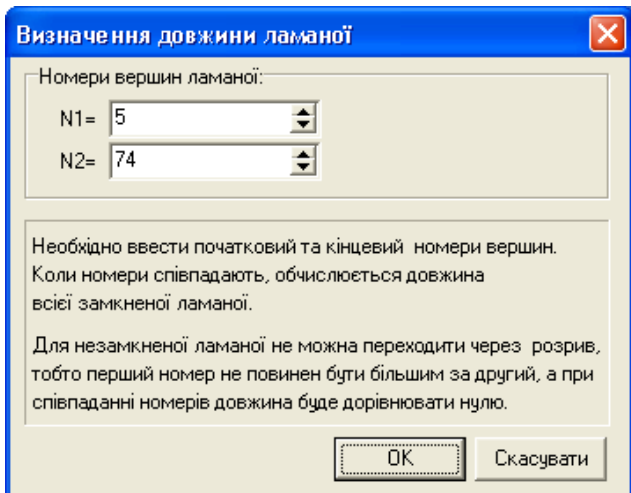 Визначення довжини ламаної
Номери вершин ламаної:
N1= 5
N2= 74
Необхідно ввести початковий та кінцевий номери вершин.
Коли номери співпадають, обчислюється довжина
всієї замкненої ламаної.
Для незамкненої ламаної не можна переходити через розрив,
тобто перший номер не повинен бути більшим за другий, а при
співпаданні номерів довжина буде дорівнювати нулю.
OK Скасувати